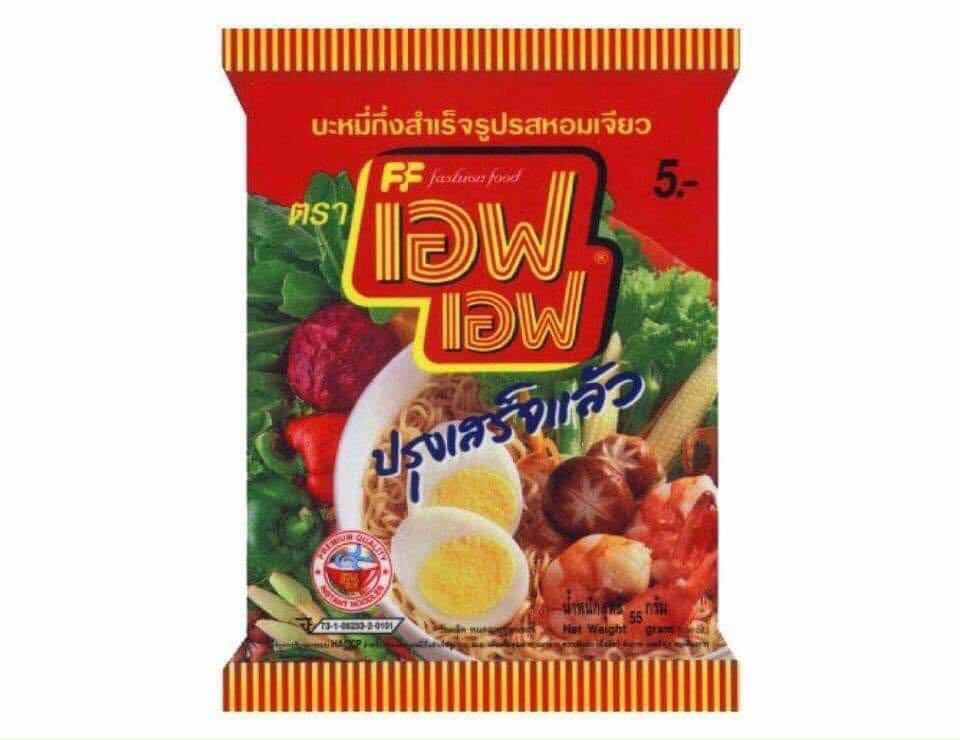 บะหมี่กึ่งสำเร็จรูปรสหอมเจียว
FF fashion food
5.-
ตรา
เอฟ
เอฟ
®
ปรุงเสร็จแล้ว
PREMIUM QUALITY
INSTANT NOODLES
น้ำหนักสุทธิ 55 กรัม
Net Weight gram
73-1-08233-2-0101
HACCP